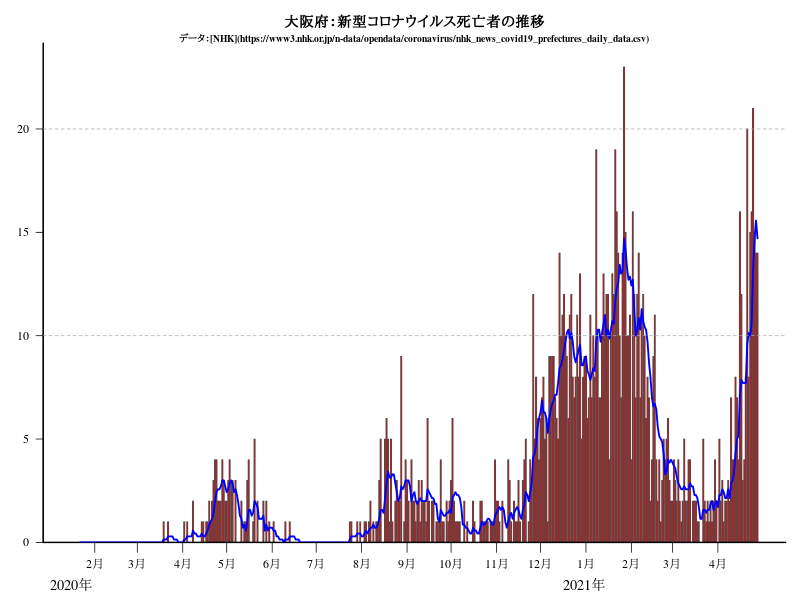 大阪府：新型コロナウイルス死亡者の推移
データ：[NHK](https://www3.nhk.or.jp/n-data/opendata/coronavirus/nhk_news_covid19_prefectures_daily_data.csv)
20
15
10
5
0
2月 3月 4月 5月 6月 7月 8月 9月 10月 11月 12月 1月 2月 3月 4月
2020年 2021年